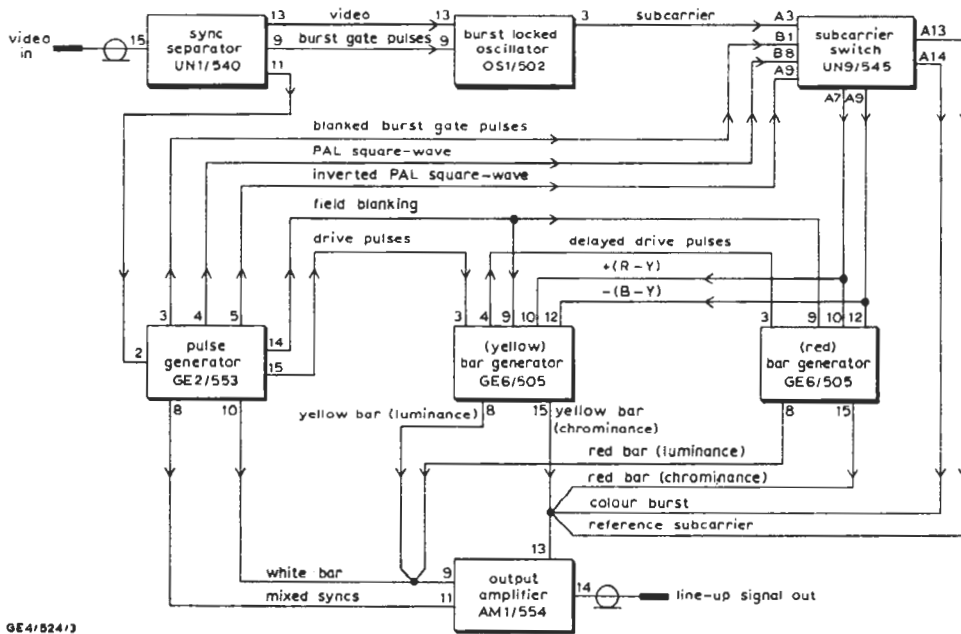 13 video 13
3 subcarrier A3
video
in
15
sync
separator
UN1/540
9 burst gate pulses 9
11
burst locked
oscillator
OS1/502
B1
B8
A9
subcarrier
switch
UN9/545
A13
A14
A7 A9
blanked burst gate pulses
PAL square-wave
inverted PAL square-wave
field blanking
drive pulses
delayed drive pulses
+(R-Y)
-(B-Y)
3 4 5
3 4 9 10 12
3 9 10 12
2
pulse
generator
GE2/553
14
15
8 10
(yellow)
bar generator
GE6/505
8 15
(red)
bar generator
GE6/505
8 15
yellow bar (luminance)
yellow bar
(chrominance)
red bar (luminance)
red bar (chrominance)
colour burst
reference subcarrier
13
white bar 9
mixed syncs 11
output
amplifier
AM1/554
14
line-up signal out
GE4/524/3